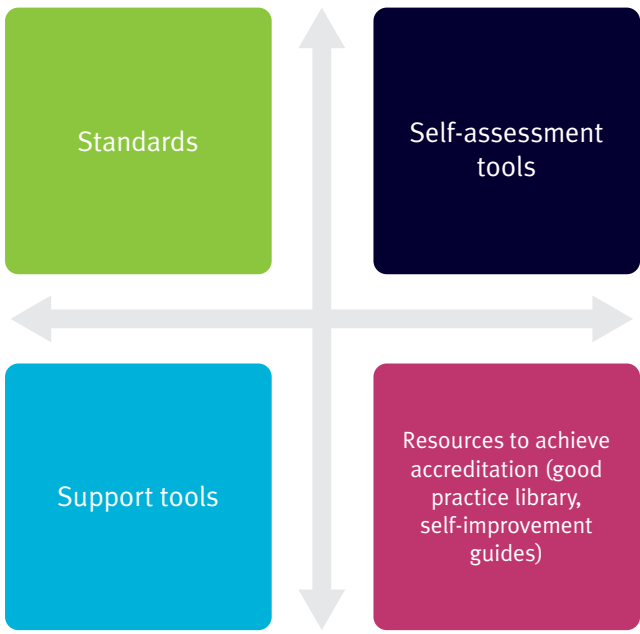 Standards
Self-assessment
tools
Support tools
Resources to achieve
accreditation (good
practice library,
self-improvement
guides)